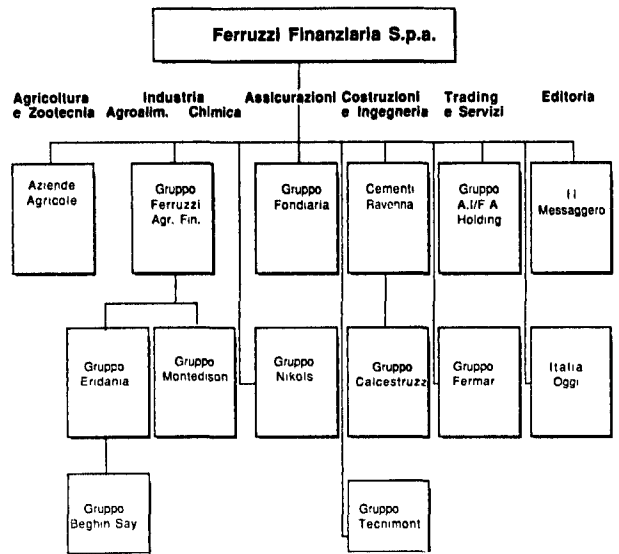 Ferruzzi Finanziaria S.p.a.
Agricoltura e Zootecnia
Industria
Agroalim. Chimica
Assicurazioni
Costruzioni e Ingegneria
Trading e Servizi
Editoria
Aziende
Agricole
Gruppo
Ferruzzi
Agr. Fin.
Gruppo
Fondiaria
Cementi
Ravenna
Gruppo
A.I/F A
Holding
Il
Messaggero
Gruppo
Eridania
Gruppo
Montedison
Gruppo
Nikols
Gruppo
Calcestruzz
Gruppo
Fermar
Italia
Oggi
Gruppo
Beghin Say
Gruppo
Tecnimont